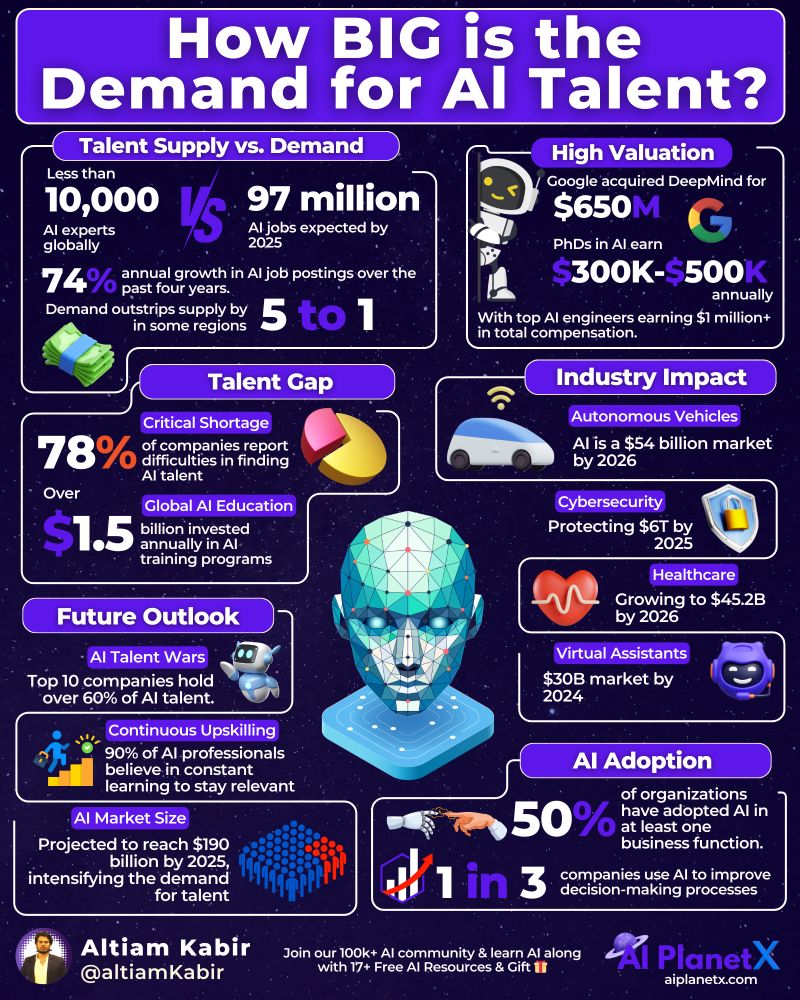 How BIG is the
Demand for AI Talent?
Talent Supply vs. Demand
Less than
10,000
AI experts
globally
VS
97 million
AI jobs expected by
2025
74% annual growth in AI job postings over the
past four years.
Demand outstrips supply by
in some regions
5 to 1
High Valuation
Google acquired DeepMind for
$650M
G
PhDs in AI earn
$300K-$500K
annually
With top AI engineers earning $1 million+
in total compensation.
Talent Gap
Critical Shortage
78% of companies report
difficulties in finding
AI talent
Over
$1.5
Global AI Education
billion invested
annually in AI
training programs
Industry Impact
Autonomous Vehicles
AI is a $54 billion market
by 2026
Cybersecurity
Protecting $6T by
2025
Healthcare
Growing to $45.2B
by 2026
Virtual Assistants
$30B market by
2024
Future Outlook
AI Talent Wars
Top 10 companies hold
over 60% of AI talent.
Continuous Upskilling
90% of AI professionals
believe in constant
learning to stay relevant
AI Market Size
Projected to reach $190
billion by 2025,
intensifying the demand
for talent
AI Adoption
50% of organizations
have adopted AI in
at least one
business function.
1 in 3 companies use AI to improve
decision-making processes
Altiam Kabir
@altiamKabir
Join our 100k+ AI community & learn AI along
with 17+ Free AI Resources & Gift
AI PlanetX
aiplanetx.com